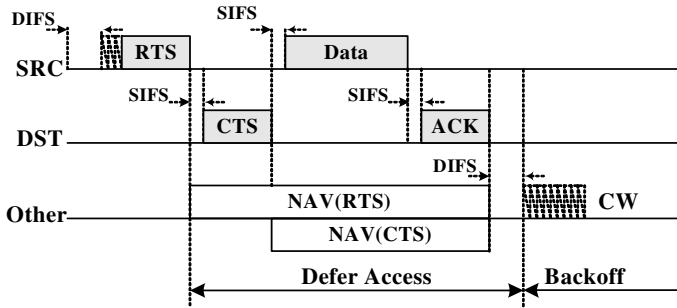 DIFS
SIFS
RTS
Data
SRC
SIFS
SIFS
CTS
ACK
DST
DIFS
NAV(RTS)
CW
Other
NAV(CTS)
Defer Access
Backoff